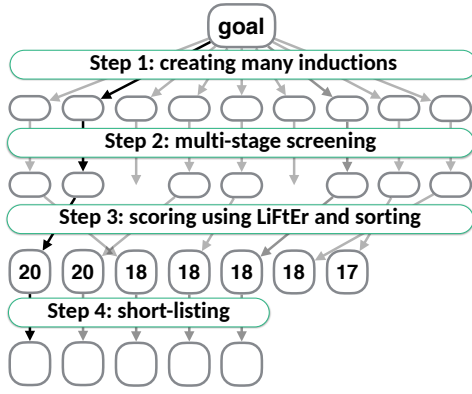 goal
Step 1: creating many inductions
Step 2: multi-stage screening
Step 3: scoring using LiFtEr and sorting
20 20 18 18 18 18 17
Step 4: short-listing